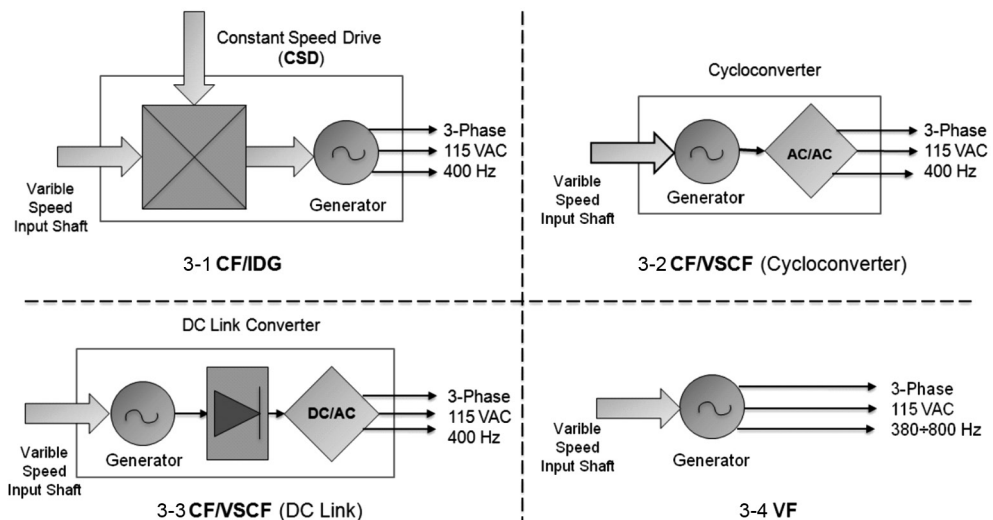 Constant Speed Drive
(CSD)
3-Phase
115 VAC
400 Hz
Varible
Speed
Input Shaft
Generator
3-1 CF/IDG
Cycloconverter
AC/AC
3-Phase
115 VAC
400 Hz
Varible
Speed
Input Shaft
Generator
3-2 CF/VSCF (Cycloconverter)
DC Link Converter
DC/AC
3-Phase
115 VAC
400 Hz
Varible
Speed
Input Shaft
Generator
3-3 CF/VSCF (DC Link)
3-Phase
115 VAC
380÷800 Hz
Varible
Speed
Input Shaft
Generator
3-4 VF